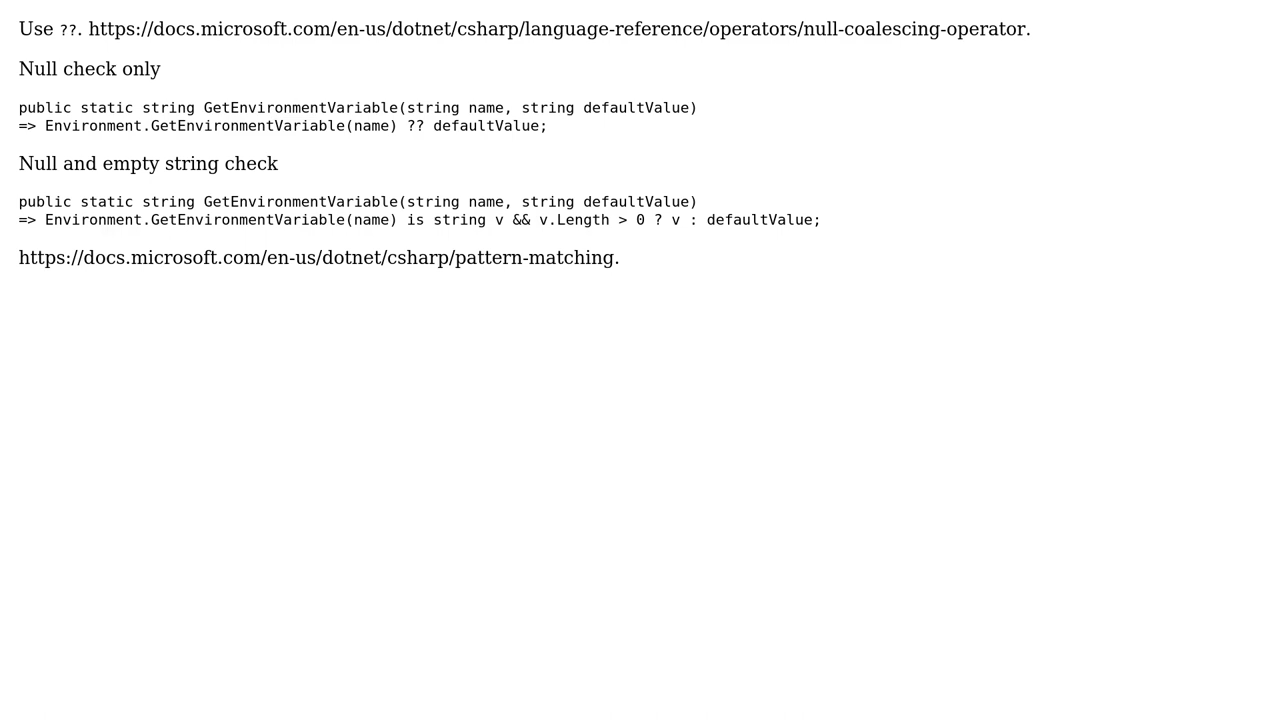 Use ??. https://docs.microsoft.com/en-us/dotnet/csharp/language-reference/operators/null-coalescing-operator.
Null check only
public static string GetEnvironmentVariable(string name, string defaultValue)
=> Environment.GetEnvironmentVariable(name) ?? defaultValue;
Null and empty string check
public static string GetEnvironmentVariable(string name, string defaultValue)
=> Environment.GetEnvironmentVariable(name) is string v && v.Length > 0 ? v : defaultValue;
https://docs.microsoft.com/en-us/dotnet/csharp/pattern-matching.